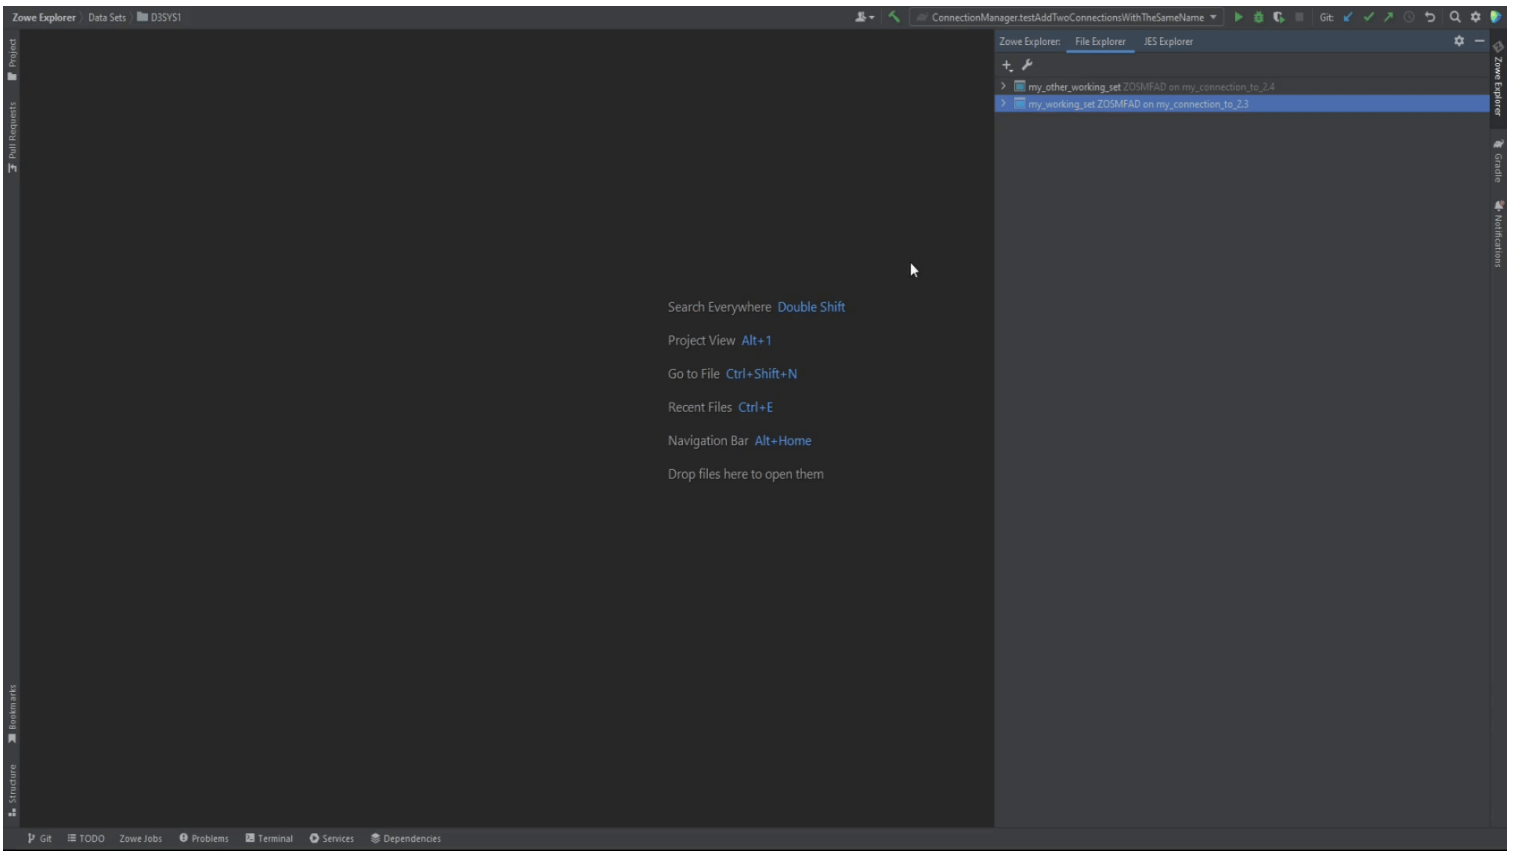 Zowe Explorer Data Sets D3SYS1
ConnectionManager.testAddTwoConnectionsWithTheSameName Git:
Project
Pull Requests
Bookmarks
Structure
Search Everywhere Double Shift
Project View Alt+1
Go to File Ctrl+Shift+N
Recent Files Ctrl+E
Navigation Bar Alt+Home
Drop files here to open them
Zowe Explorer: File Explorer JES Explorer
my_other_working_set ZOSMFAD on my_connection_to_2.4
my_working_set ZOSMFAD on my_connection_to_2.3
Zowe Explorer
Gradle
Notifications
Git TODO Zowe Jobs Problems Terminal Services Dependencies